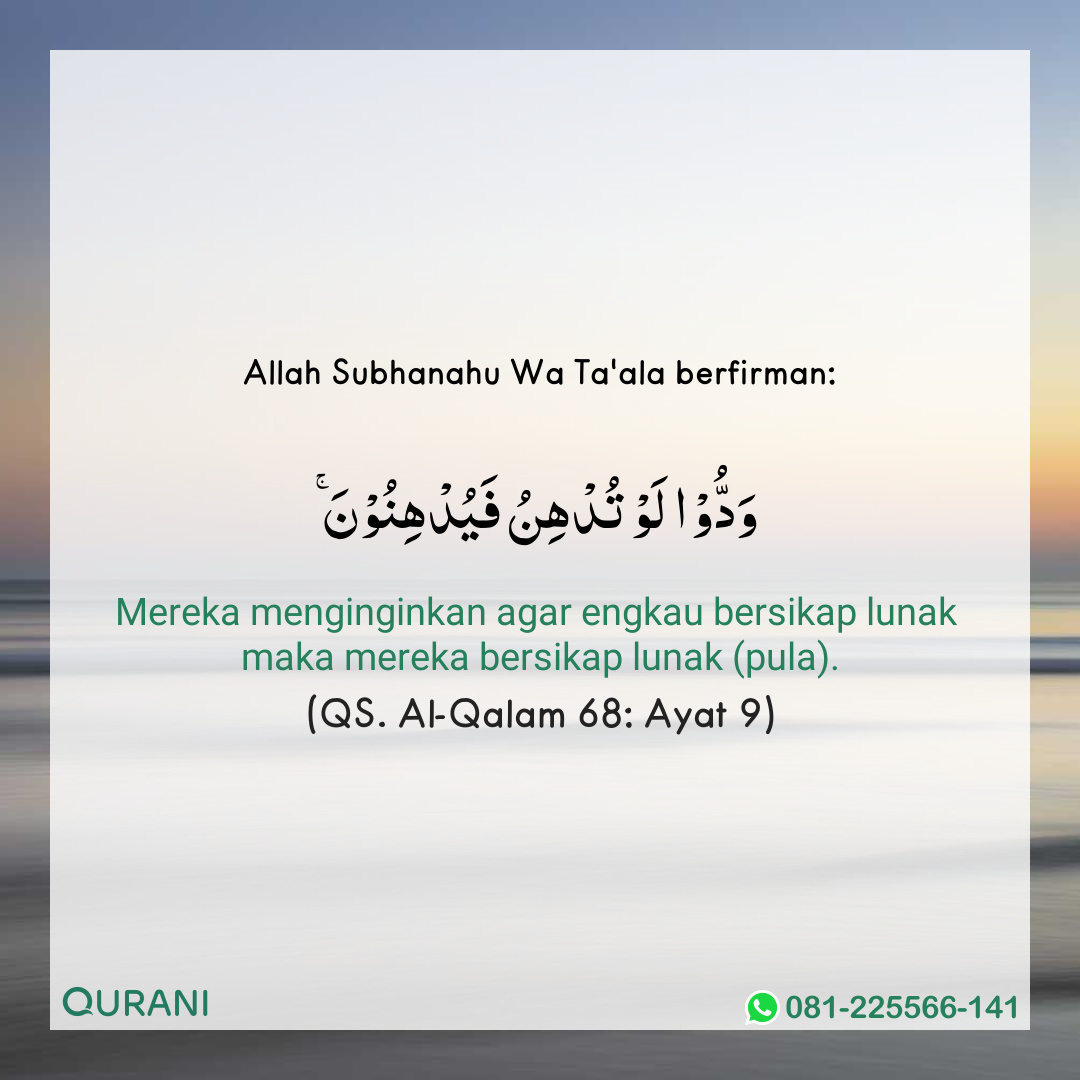 Allah Subhanahu Wa Ta'ala berfirman:
وَدُّوْا لَوْ تُدْهِنُ فَيُدْهِنُوْنَۚ
Mereka menginginkan agar engkau bersikap lunak
maka mereka bersikap lunak (pula).
(QS. Al-Qalam 68: Ayat 9)
QURANI
081-225566-141